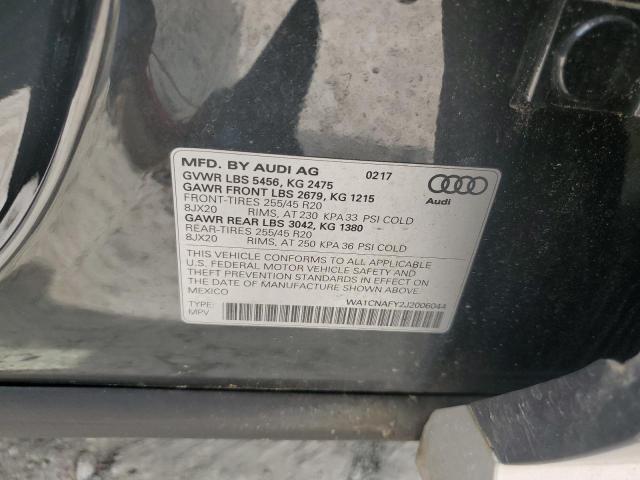 MFD. BY AUDI AG 0217
GVWR LBS 5456, KG 2475
GAWR FRONT LBS 2679, KG 1215
FRONT-TIRES 255/45 R20
8JX20 RIMS, AT 230 KPA 33 PSI COLD
GAWR REAR LBS 3042, KG 1380
REAR-TIRES 255/45 R20
8JX20 RIMS, AT 250 KPA 36 PSI COLD
Audi
THIS VEHICLE CONFORMS TO ALL APPLICABLE
U.S. FEDERAL MOTOR VEHICLE SAFETY AND
THEFT PREVENTION STANDARDS IN EFFECT ON
THE DATE OF MANUFACTURE SHOWN ABOVE.
MEXICO
WA1CNAFY2J2006044
TYPE:
MPV